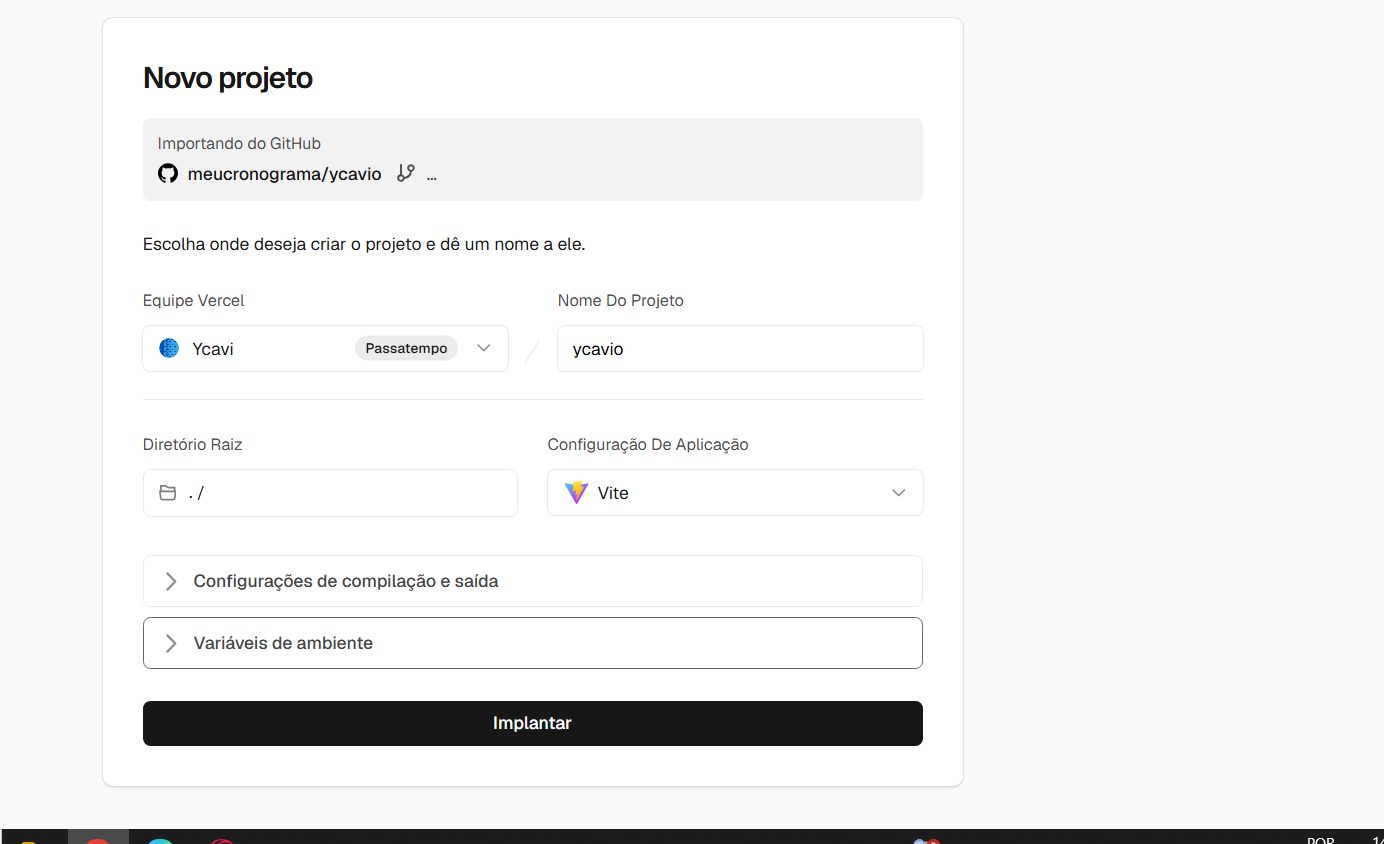 Novo projeto
Importando do GitHub
meucronograma/ycavio ...
Escolha onde deseja criar o projeto e dê um nome a ele.
Equipe Vercel
Nome Do Projeto
Ycavi Passatempo
/ ycavio
Diretório Raiz
Configuração De Aplicação
./
Vite
Configurações de compilação e saída
Variáveis de ambiente
Implantar
POR